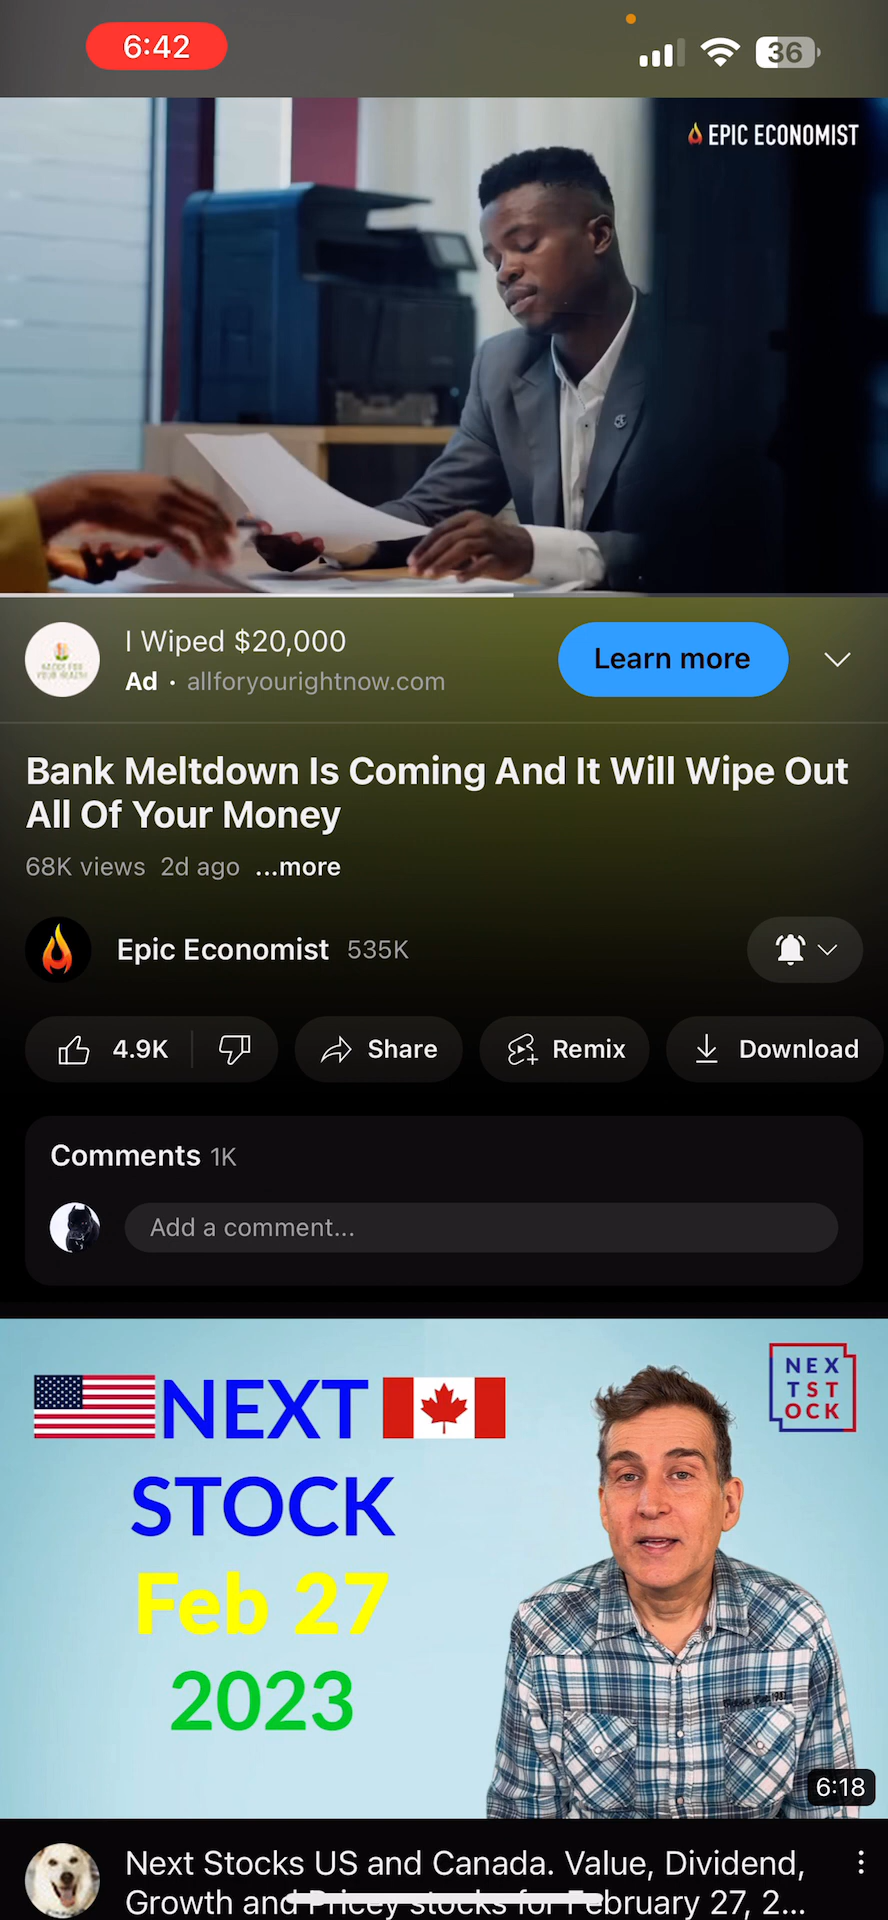 6:42
36
EPIC ECONOMIST
I Wiped $20,000
Ad · allforyourightnow.com
Learn more
Bank Meltdown Is Coming And It Will Wipe Out
All Of Your Money
68K views 2d ago ...more
Epic Economist 535K
4.9K
Share
Remix
Download
Comments 1K
Add a comment...
NEXT
STOCK
Feb 27
2023
NEX
TST
OCK
6:18
Next Stocks US and Canada. Value, Dividend,
Growth and Pricey stocks for February 27, 2...